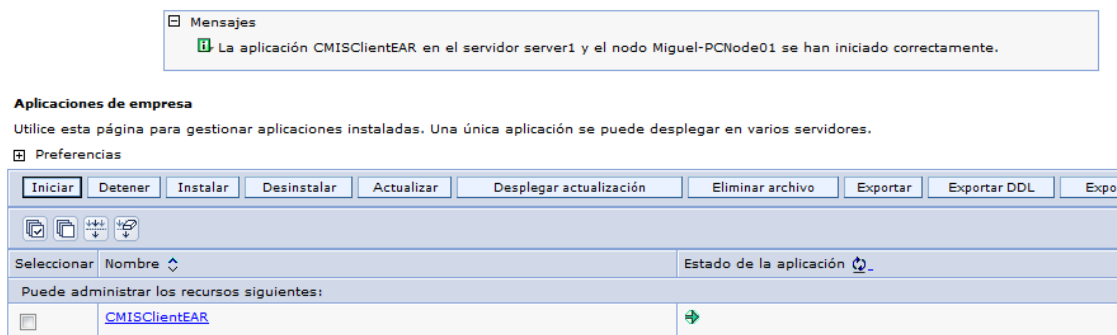 Mensajes
La aplicación CMISClientEAR en el servidor server1 y el nodo Miguel-PCNode01 se han iniciado correctamente.
Aplicaciones de empresa
Utilice esta página para gestionar aplicaciones instaladas. Una única aplicación se puede desplegar en varios servidores.
Preferencias
Iniciar Detener Instalar Desinstalar Actualizar Desplegar actualización Eliminar archivo Exportar Exportar DDL Expo
Seleccionar Nombre Estado de la aplicación
Puede administrar los recursos siguientes:
CMISClientEAR